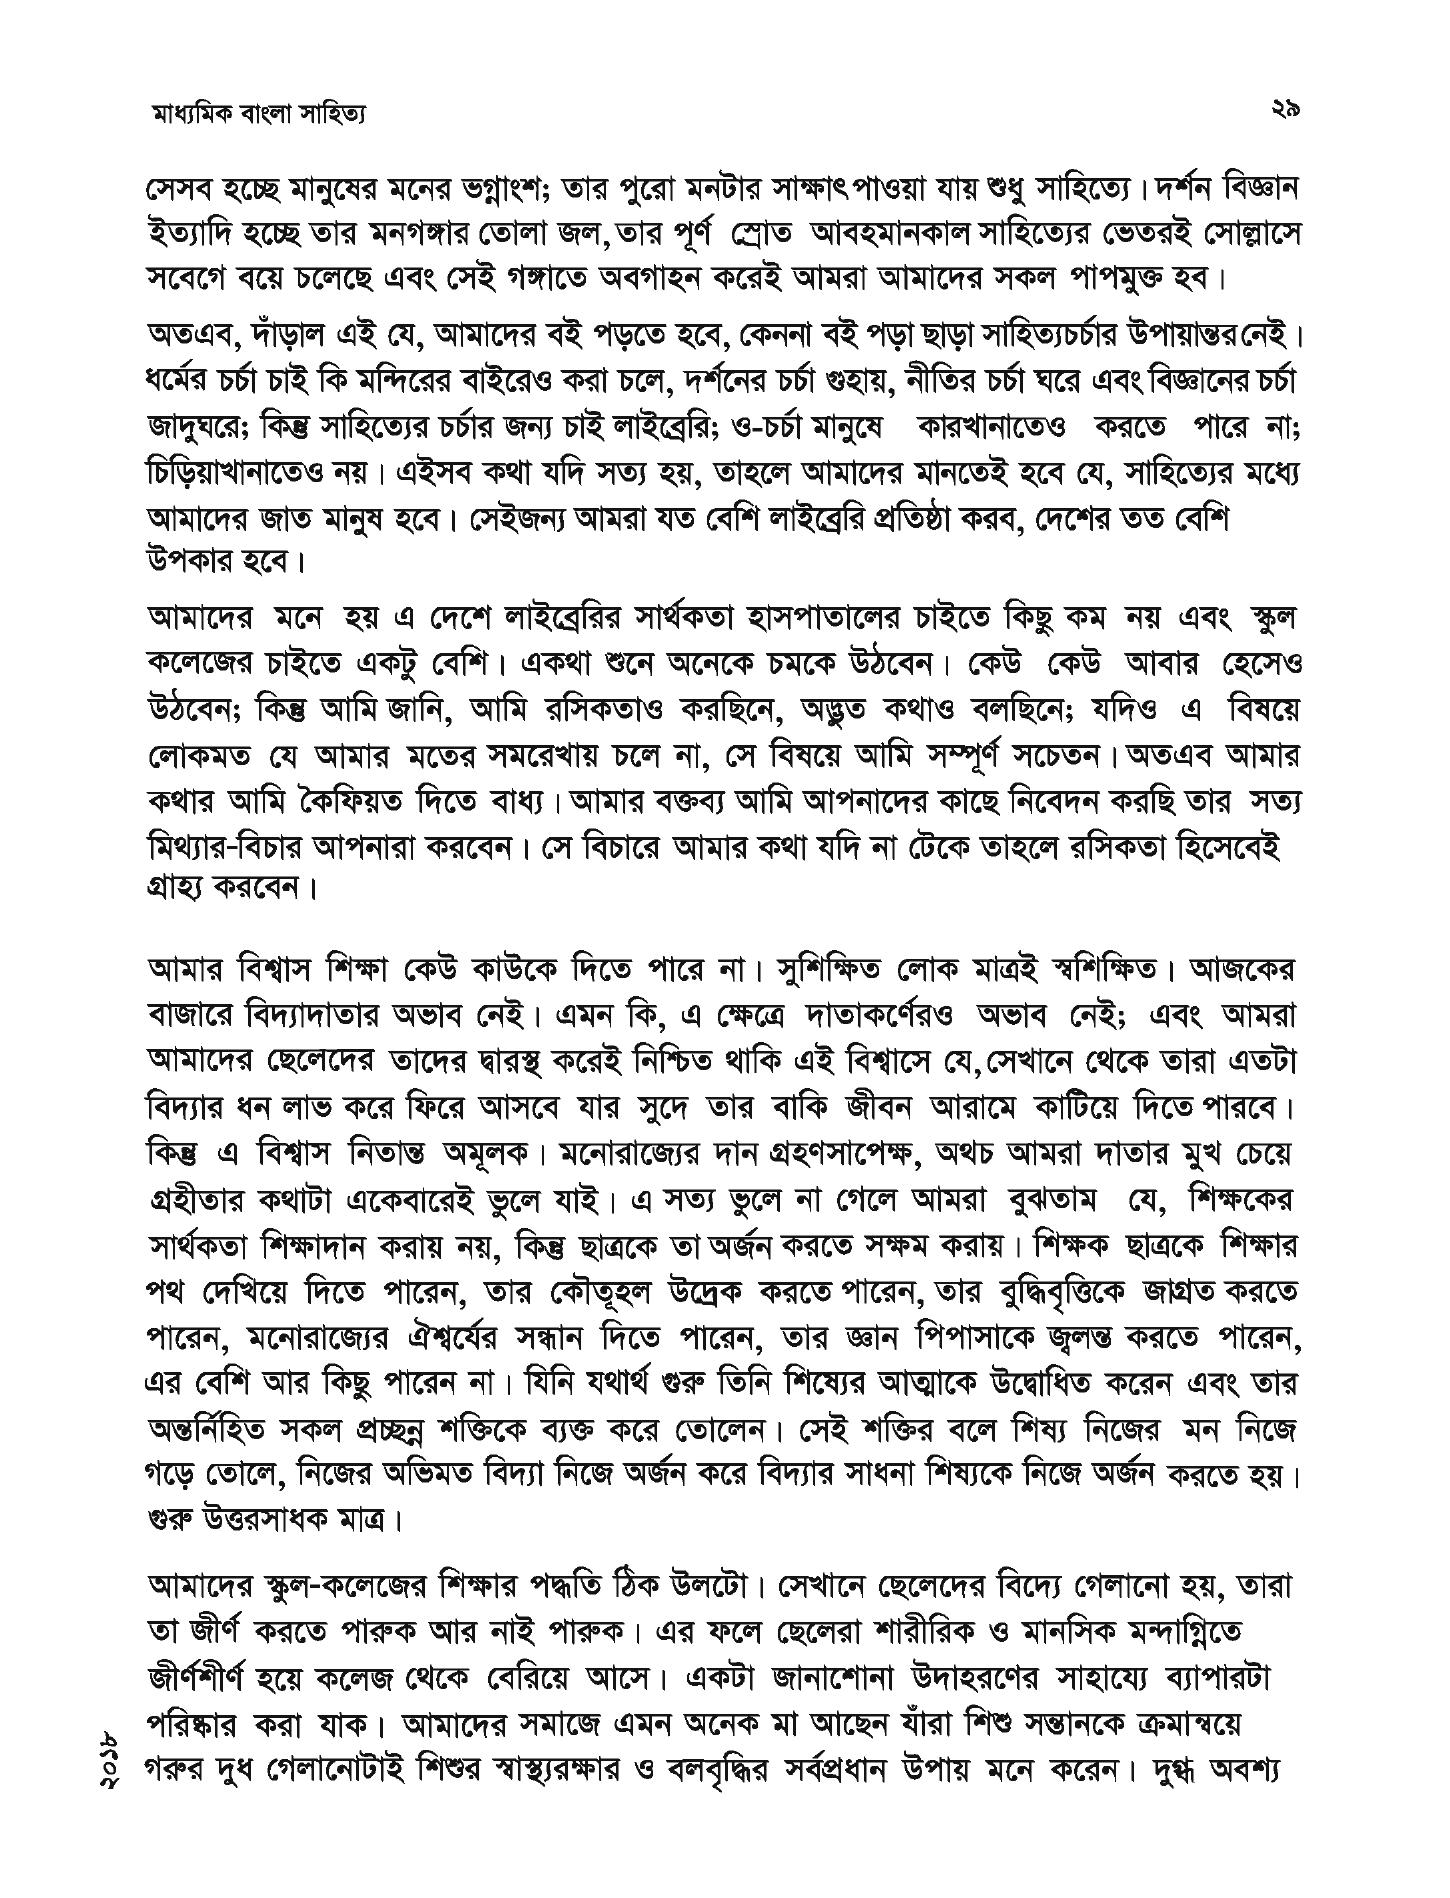 মাধ্যমিক বাংলা সাহিত্য
২৯
সেসব হচ্ছে মানুষের মনের ভগ্নাংশ; তার পুরো মনটার সাক্ষাৎ পাওয়া যায় শুধু সাহিত্যে। দর্শন বিজ্ঞান
ইত্যাদি হচ্ছে তার মনগঙ্গার তোলা জল, তার পূর্ণ স্রোত আবহমানকাল সাহিত্যের ভেতরই সোল্লাসে
সবেগে বয়ে চলেছে এবং সেই গঙ্গাতে অবগাহন করেই আমরা আমাদের সকল পাপমুক্ত হব।
অতএব, দাঁড়াল এই যে, আমাদের বই পড়তে হবে, কেননা বই পড়া ছাড়া সাহিত্যচর্চার উপায়ান্তর নেই।
ধর্মের চর্চা চাই কি মন্দিরের বাইরেও করা চলে, দর্শনের চর্চা গুহায়, নীতির চর্চা ঘরে এবং বিজ্ঞানের চর্চা
জাদুঘরে; কিন্তু সাহিত্যের চর্চার জন্য চাই লাইব্রেরি; ও-চর্চা মানুষে কারখানাতেও করতে পারে না;
চিড়িয়াখানাতেও নয়। এইসব কথা যদি সত্য হয়, তাহলে আমাদের মানতেই হবে যে, সাহিত্যের মধ্যে
আমাদের জাত মানুষ হবে। সেইজন্য আমরা যত বেশি লাইব্রেরি প্রতিষ্ঠা করব, দেশের তত বেশি
উপকার হবে।
আমাদের মনে হয় এ দেশে লাইব্রেরির সার্থকতা হাসপাতালের চাইতে কিছু কম নয় এবং স্কুল
কলেজের চাইতে একটু বেশি। একথা শুনে অনেকে চমকে উঠবেন। কেউ কেউ আবার হেসেও
উঠবেন; কিন্তু আমি জানি, আমি রসিকতাও করছিনে, অদ্ভুত কথাও বলছিনে; যদিও এ বিষয়ে
লোকমত যে আমার মতের সমরেখায় চলে না, সে বিষয়ে আমি সম্পূর্ণ সচেতন। অতএব আমার
কথার আমি কৈফিয়ত দিতে বাধ্য। আমার বক্তব্য আমি আপনাদের কাছে নিবেদন করছি তার সত্য
মিথ্যার-বিচার আপনারা করবেন। সে বিচারে আমার কথা যদি না টেকে তাহলে রসিকতা হিসেবেই
গ্রাহ্য করবেন।
আমার বিশ্বাস শিক্ষা কেউ কাউকে দিতে পারে না। সুশিক্ষিত লোক মাত্রই স্বশিক্ষিত। আজকের
বাজারে বিদ্যাদাতার অভাব নেই। এমন কি, এ ক্ষেত্রে দাতাকর্ণেরও অভাব নেই; এবং আমরা
আমাদের ছেলেদের তাদের দ্বারস্থ করেই নিশ্চিত থাকি এই বিশ্বাসে যে, সেখানে থেকে তারা এতটা
বিদ্যার ধন লাভ করে ফিরে আসবে যার সুদে তার বাকি জীবন আরামে কাটিয়ে দিতে পারবে।
কিন্তু এ বিশ্বাস নিতান্ত অমূলক। মনোরাজ্যের দান গ্রহণসাপেক্ষ, অথচ আমরা দাতার মুখ চেয়ে
গ্রহীতার কথাটা একেবারেই ভুলে যাই। এ সত্য ভুলে না গেলে আমরা বুঝতাম যে, শিক্ষকের
সার্থকতা শিক্ষাদান করায় নয়, কিন্তু ছাত্রকে তা অর্জন করতে সক্ষম করায়। শিক্ষক ছাত্রকে শিক্ষার
পথ দেখিয়ে দিতে পারেন, তার কৌতূহল উদ্রেক করতে পারেন, তার বুদ্ধিবৃত্তিকে জাগ্রত করতে
পারেন, মনোরাজ্যের ঐশ্বর্যের সন্ধান দিতে পারেন, তার জ্ঞান পিপাসাকে জ্বলন্ত করতে পারেন,
এর বেশি আর কিছু পারেন না। যিনি যথার্থ গুরু তিনি শিষ্যের আত্মাকে উদ্বোধিত করেন এবং তার
অন্তর্নিহিত সকল প্রচ্ছন্ন শক্তিকে ব্যক্ত করে তোলেন। সেই শক্তির বলে শিষ্য নিজের মন নিজে
গড়ে তোলে, নিজের অভিমত বিদ্যা নিজে অর্জন করে বিদ্যার সাধনা শিষ্যকে নিজে অর্জন করতে হয়।
গুরু উত্তরসাধক মাত্র।
আমাদের স্কুল-কলেজের শিক্ষার পদ্ধতি ঠিক উলটো। সেখানে ছেলেদের বিদ্যে গেলানো হয়, তারা
তা জীর্ণ করতে পারুক আর নাই পারুক। এর ফলে ছেলেরা শারীরিক ও মানসিক মন্দাগ্নিতে
জীর্ণশীর্ণ হয়ে কলেজ থেকে বেরিয়ে আসে। একটা জানাশোনা উদাহরণের সাহায্যে ব্যাপারটা
পরিষ্কার করা যাক। আমাদের সমাজে এমন অনেক মা আছেন যাঁরা শিশু সন্তানকে ক্রমান্বয়ে
গরুর দুধ গেলানোটাই শিশুর স্বাস্থ্যরক্ষার ও বলবৃদ্ধির সর্বপ্রধান উপায় মনে করেন। দুগ্ধ অবশ্য
২০১৮